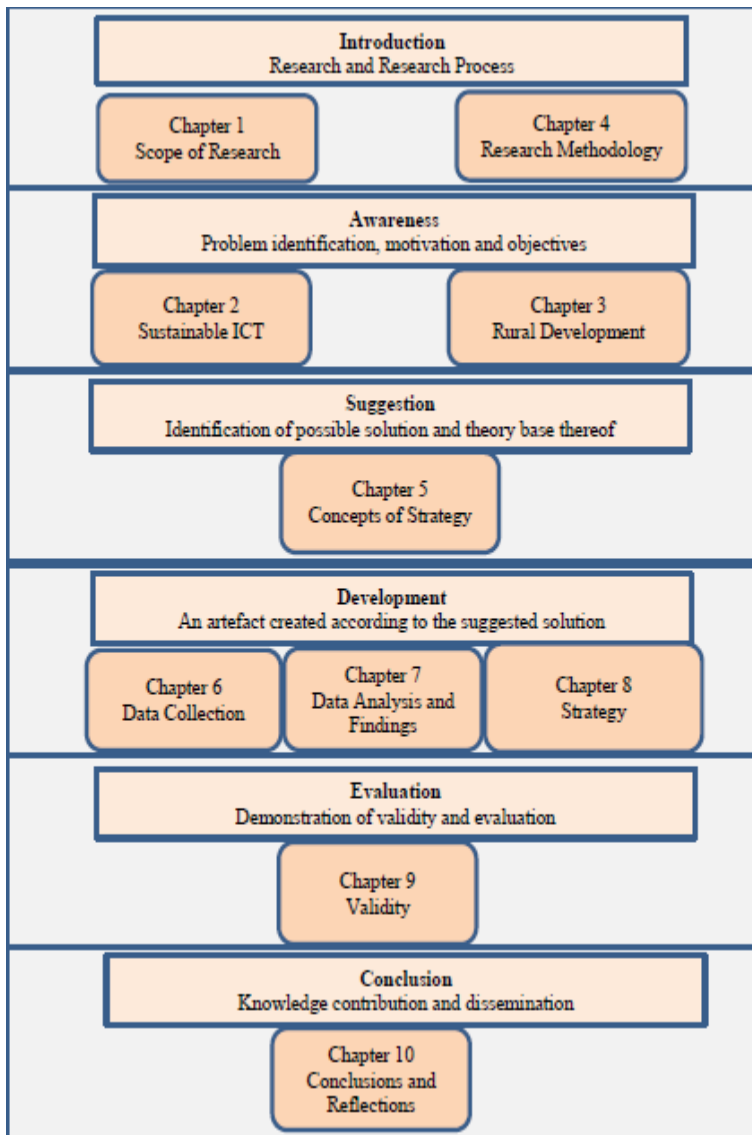 Introduction
Research and Research Process
Chapter 1
Scope of Research
Chapter 4
Research Methodology
Awareness
Problem identification, motivation and objectives
Chapter 2
Sustainable ICT
Chapter 3
Rural Development
Suggestion
Identification of possible solution and theory base thereof
Chapter 5
Concepts of Strategy
Development
An artefact created according to the suggested solution
Chapter 6
Data Collection
Chapter 7
Data Analysis and
Findings
Chapter 8
Strategy
Evaluation
Demonstration of validity and evaluation
Chapter 9
Validity
Conclusion
Knowledge contribution and dissemination
Chapter 10
Conclusions and
Reflections